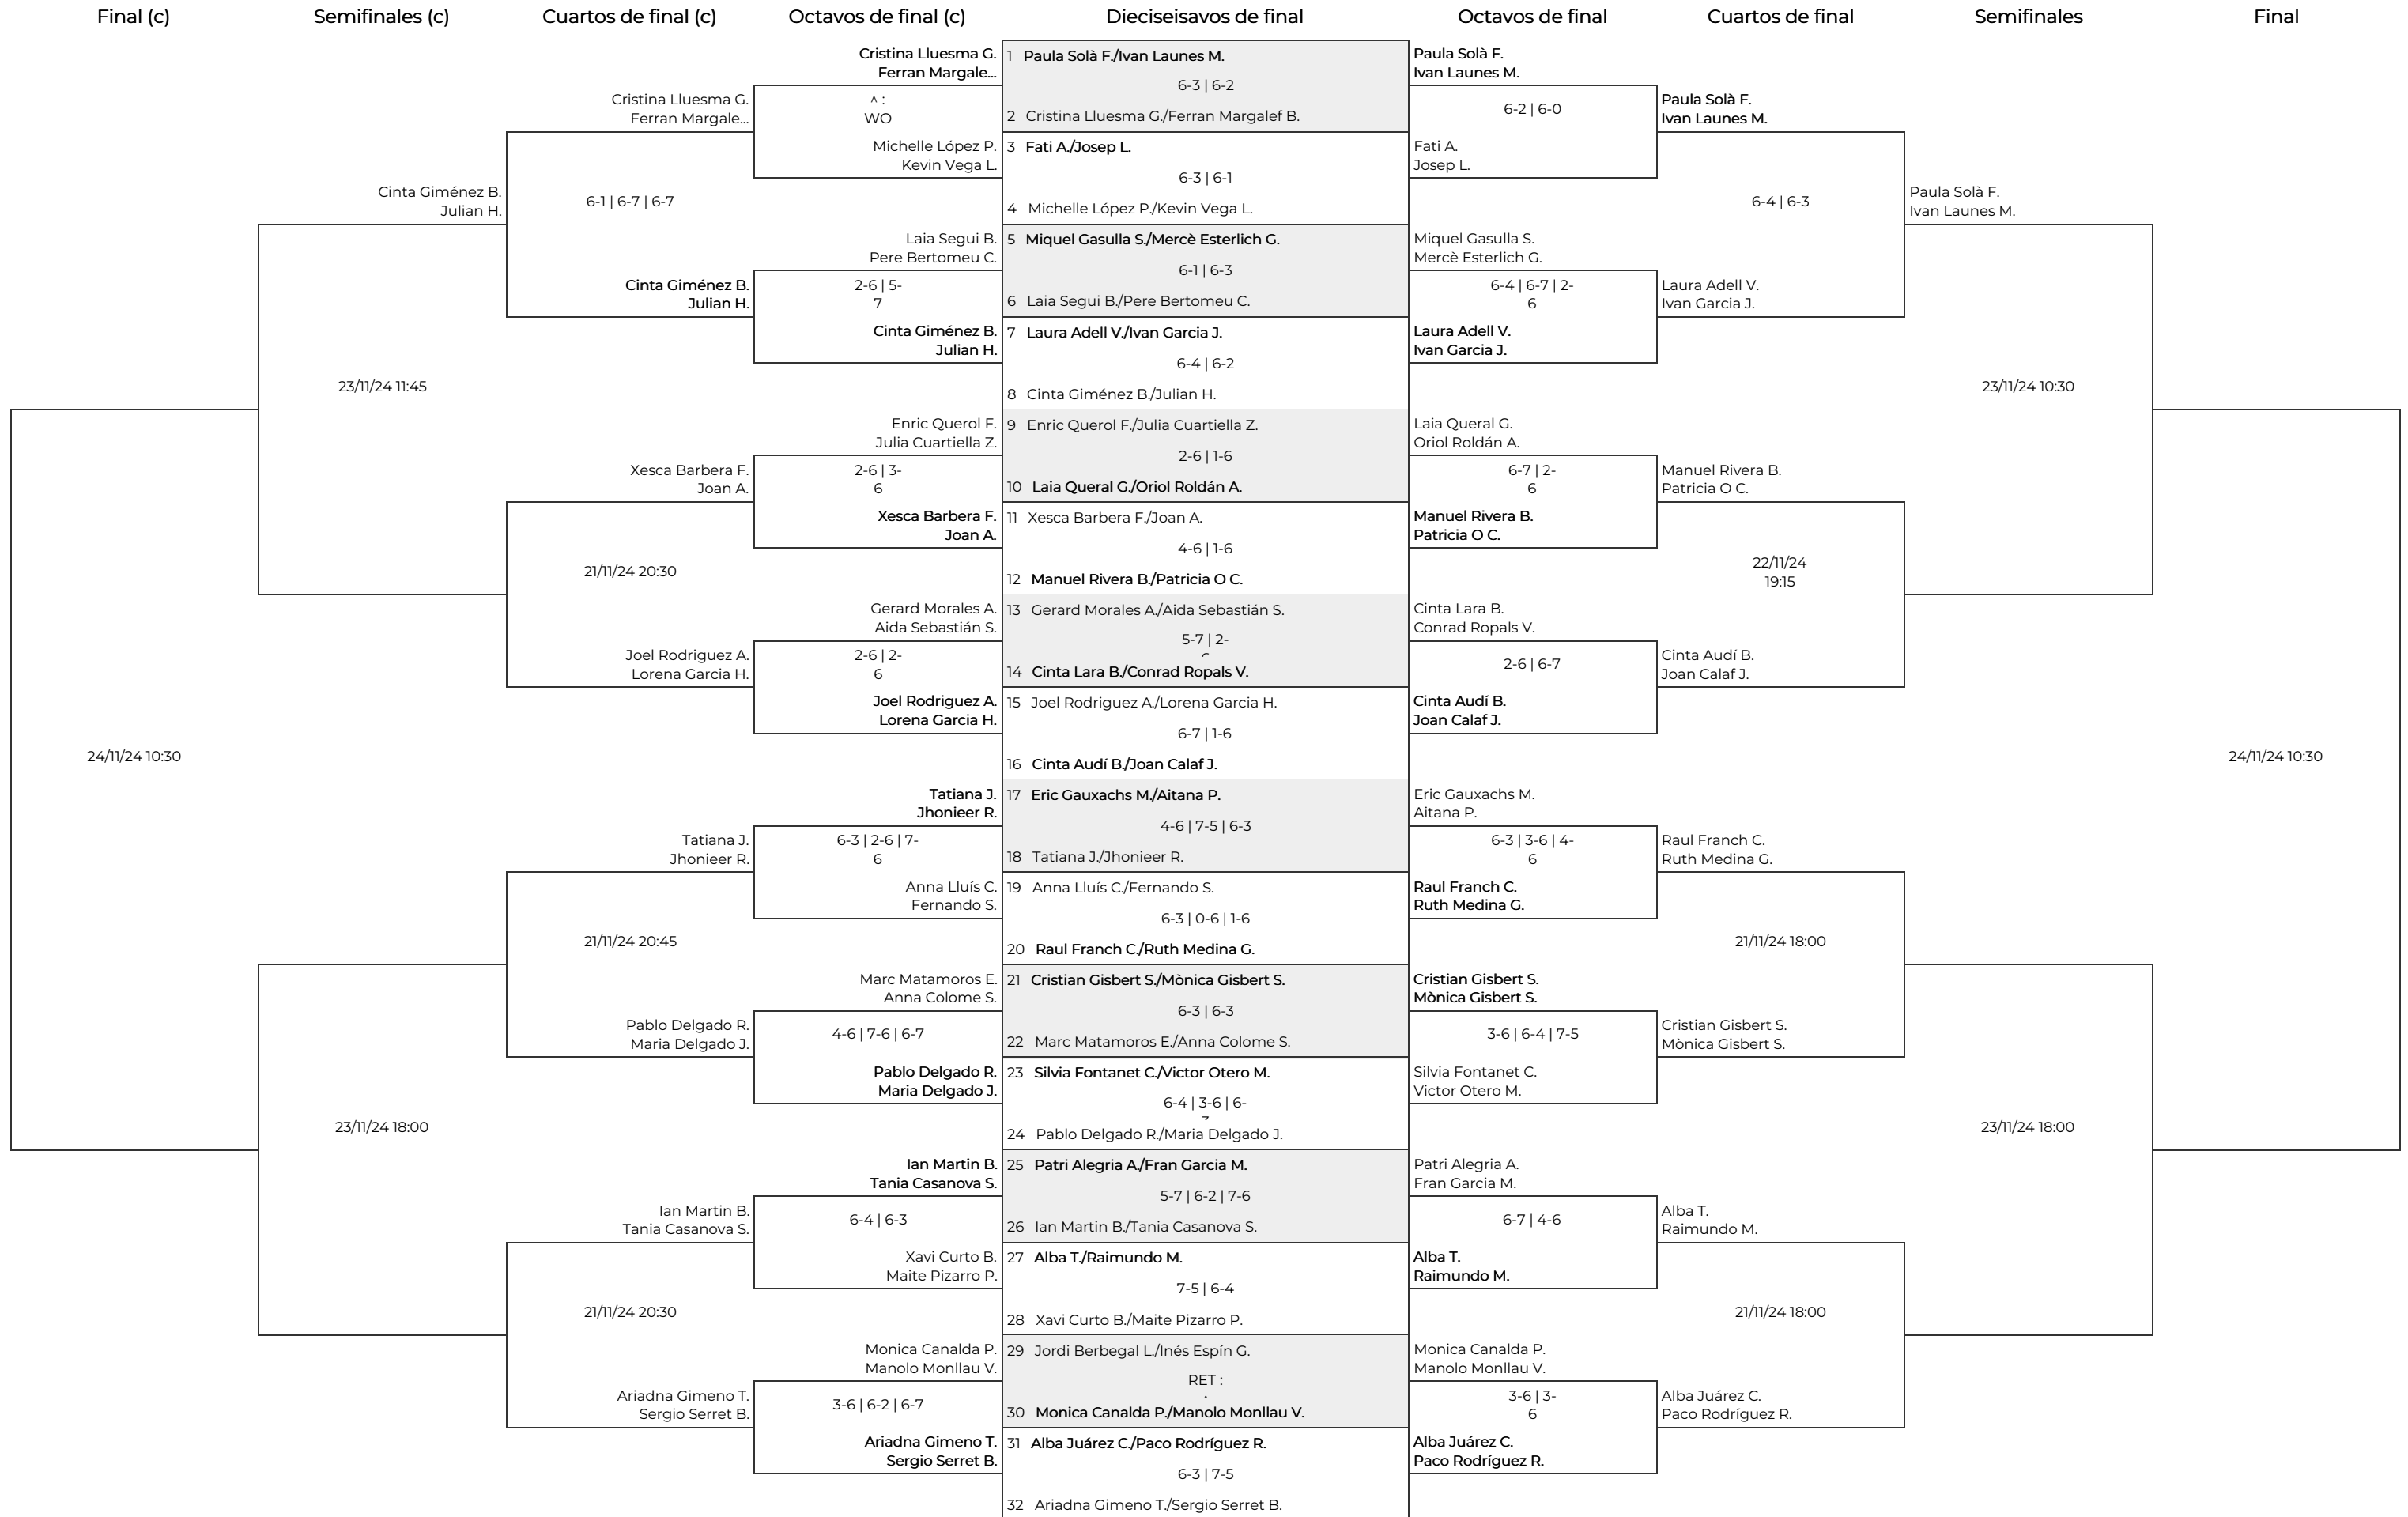 Final (c)
Semifinales (c)
Cuartos de final (c)
Octavos de final (c)
Dieciseisavos de final
Octavos de final
Cuartos de final
Semifinales
Final
24/11/24 10:30
Cinta Giménez B.
Julian H.
23/11/24 11:45
23/11/24 18:00
Cristina Lluesma G.
Ferran Margale...
6-1 | 6-7 | 6-7
Cinta Giménez B.
Julian H.
Xesca Barbera F.
Joan A.
21/11/24 20:30
Joel Rodriguez A.
Lorena Garcia H.
Tatiana J.
Jhonieer R.
21/11/24 20:45
Pablo Delgado R.
Maria Delgado J.
Ian Martin B.
Tania Casanova S.
21/11/24 20:30
Ariadna Gimeno T.
Sergio Serret B.
Cristina Lluesma G.
Ferran Margale...
^ :
WO
Michelle López P.
Kevin Vega L.
Laia Segui B.
Pere Bertomeu C.
2-6 | 5-
7
Cinta Giménez B.
Julian H.
Enric Querol F.
Julia Cuartiella Z.
2-6 | 3-
6
Xesca Barbera F.
Joan A.
Gerard Morales A.
Aida Sebastián S.
2-6 | 2-
6
Joel Rodriguez A.
Lorena Garcia H.
Tatiana J.
Jhonieer R.
6-3 | 2-6 | 7-
6
Anna Lluís C.
Fernando S.
Marc Matamoros E.
Anna Colome S.
4-6 | 7-6 | 6-7
Pablo Delgado R.
Maria Delgado J.
Ian Martin B.
Tania Casanova S.
6-4 | 6-3
Xavi Curto B.
Maite Pizarro P.
Monica Canalda P.
Manolo Monllau V.
3-6 | 6-2 | 6-7
Ariadna Gimeno T.
Sergio Serret B.
1 Paula Solà F./Ivan Launes M.
6-3 | 6-2
2 Cristina Lluesma G./Ferran Margalef B.
3 Fati A./Josep L.
6-3 | 6-1
4 Michelle López P./Kevin Vega L.
5 Miquel Gasulla S./Mercè Esterlich G.
6-1 | 6-3
6 Laia Segui B./Pere Bertomeu C.
7 Laura Adell V./Ivan Garcia J.
6-4 | 6-2
8 Cinta Giménez B./Julian H.
9 Enric Querol F./Julia Cuartiella Z.
2-6 | 1-6
10 Laia Queral G./Oriol Roldán A.
11 Xesca Barbera F./Joan A.
4-6 | 1-6
12 Manuel Rivera B./Patricia O C.
13 Gerard Morales A./Aida Sebastián S.
5-7 | 2-
14 Cinta Lara B./Conrad Ropals V.
15 Joel Rodriguez A./Lorena Garcia H.
6-7 | 1-6
16 Cinta Audí B./Joan Calaf J.
17 Eric Gauxachs M./Aitana P.
4-6 | 7-5 | 6-3
18 Tatiana J./Jhonieer R.
19 Anna Lluís C./Fernando S.
6-3 | 0-6 | 1-6
20 Raul Franch C./Ruth Medina G.
21 Cristian Gisbert S./Mònica Gisbert S.
6-3 | 6-3
22 Marc Matamoros E./Anna Colome S.
23 Silvia Fontanet C./Victor Otero M.
6-4 | 3-6 | 6-
24 Pablo Delgado R./Maria Delgado J.
25 Patri Alegria A./Fran Garcia M.
5-7 | 6-2 | 7-6
26 Ian Martin B./Tania Casanova S.
27 Alba T./Raimundo M.
7-5 | 6-4
28 Xavi Curto B./Maite Pizarro P.
29 Jordi Berbegal L./Inés Espín G.
RET :
30 Monica Canalda P./Manolo Monllau V.
31 Alba Juárez C./Paco Rodríguez R.
6-3 | 7-5
32 Ariadna Gimeno T./Sergio Serret B.
Paula Solà F.
Ivan Launes M.
6-2 | 6-0
Fati A.
Josep L.
Miquel Gasulla S.
Mercè Esterlich G.
6-4 | 6-7 | 2-
6
Laura Adell V.
Ivan Garcia J.
Laia Queral G.
Oriol Roldán A.
6-7 | 2-
6
Manuel Rivera B.
Patricia O C.
Cinta Lara B.
Conrad Ropals V.
2-6 | 6-7
Cinta Audí B.
Joan Calaf J.
Eric Gauxachs M.
Aitana P.
6-3 | 3-6 | 4-
6
Raul Franch C.
Ruth Medina G.
Cristian Gisbert S.
Mònica Gisbert S.
3-6 | 6-4 | 7-5
Silvia Fontanet C.
Victor Otero M.
Patri Alegria A.
Fran Garcia M.
6-7 | 4-6
Alba T.
Raimundo M.
Monica Canalda P.
Manolo Monllau V.
3-6 | 3-
6
Alba Juárez C.
Paco Rodríguez R.
Paula Solà F.
Ivan Launes M.
6-4 | 6-3
Laura Adell V.
Ivan Garcia J.
Manuel Rivera B.
Patricia O C.
22/11/24
19:15
Cinta Audí B.
Joan Calaf J.
Raul Franch C.
Ruth Medina G.
21/11/24 18:00
Cristian Gisbert S.
Mònica Gisbert S.
Alba T.
Raimundo M.
21/11/24 18:00
Alba Juárez C.
Paco Rodríguez R.
Paula Solà F.
Ivan Launes M.
23/11/24 10:30
23/11/24 18:00
24/11/24 10:30